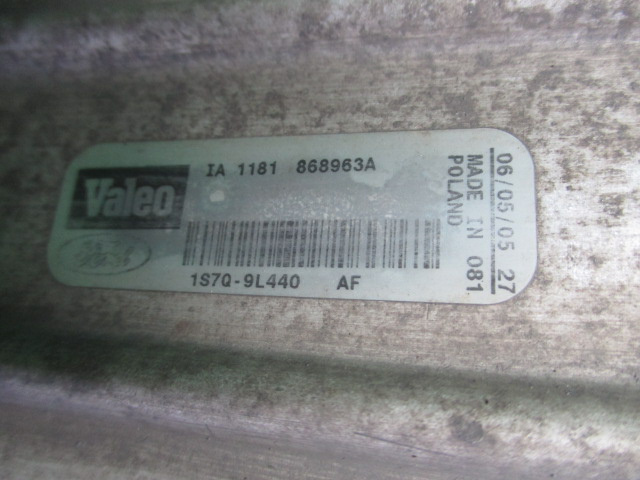 Valeo
IA 1181 868963A
1S7Q-9L440 AF
06/05/05 27
MADE IN 081
POLAND